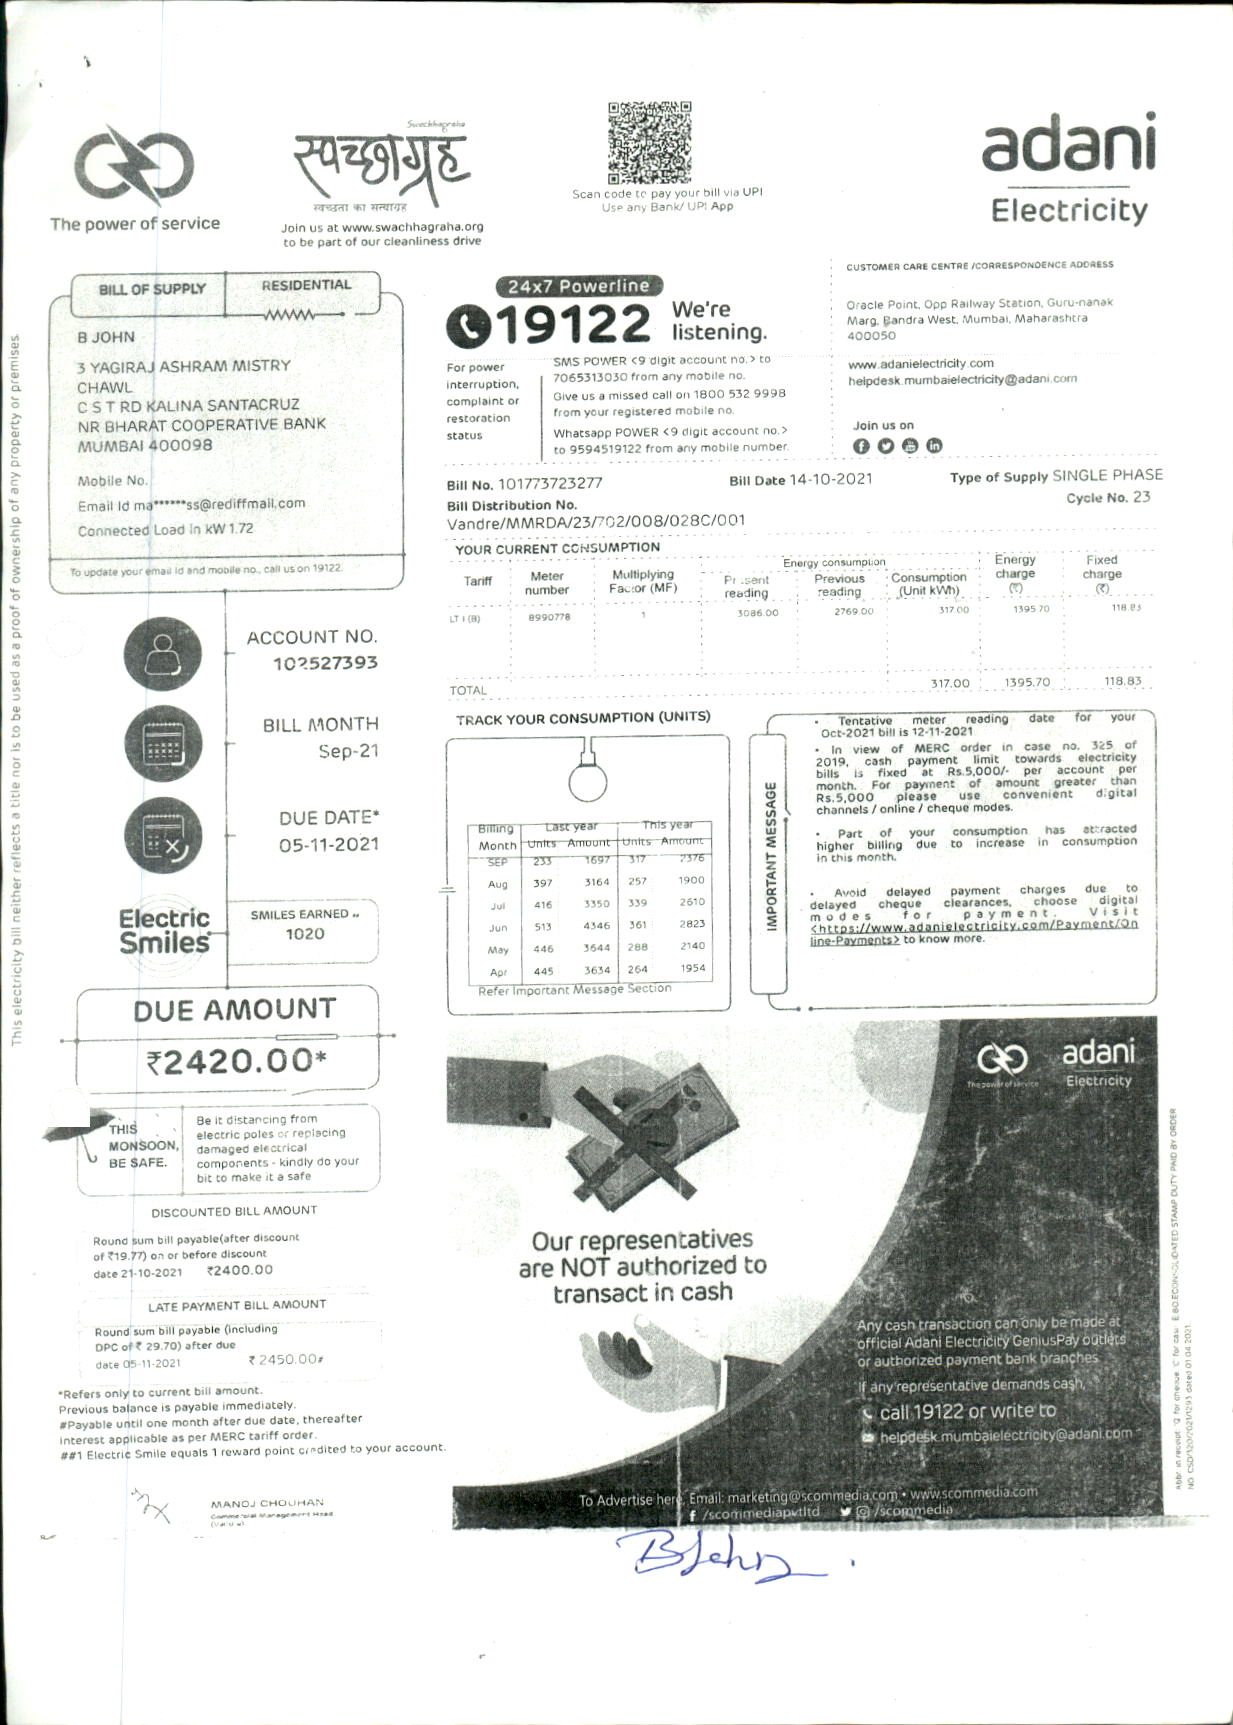 The power of service
Swachhagraha
स्वच्छाग्रह
स्वच्छता का सत्याग्रह
Join us at www.swachhagraha.org
to be part of our cleanliness drive
Scan code to pay your bill via UPI
Use any Bank/ UPI App
adani
Electricity
BILL OF SUPPLY RESIDENTIAL
B JOHN
3 YAGIRAJ ASHRAM MISTRY
CHAWL
C S T RD KALINA SANTACRUZ
NR BHARAT COOPERATIVE BANK
MUMBAI 400098
Mobile No.
Email Id ma******ss@rediffmail.com
Connected Load in kW 1.72
To update your email id and mobile no., call us on 19122.
24x7 Powerline
19122 We're
listening.
For power
interruption,
complaint or
restoration
status
SMS POWER <9 digit account no.> to
7065313030 from any mobile no.
Give us a missed call on 1800 532 9998
from your registered mobile no.
Whatsapp POWER <9 digit account no.>
to 9594519122 from any mobile number.
CUSTOMER CARE CENTRE /CORRESPONDENCE ADDRESS
Oracle Point, Opp Railway Station, Guru-nanak
Marg, Bandra West, Mumbai, Maharashtra
400050
www.adanielectricity.com
helpdesk.mumbaielectricity@adani.com
Join us on
Bill No. 101773723277 Bill Date 14-10-2021 Type of Supply SINGLE PHASE
Cycle No. 23
Bill Distribution No.
Vandre/MMRDA/23/702/008/028C/001
YOUR CURRENT CONSUMPTION
Energy consumption
Tariff Meter number Multiplying Factor (MF) Present reading Previous reading Consumption (Unit kWh) Energy charge (₹) Fixed charge (₹)
LT I (B) 8990778 1 3086.00 2769.00 317.00 1395.70 118.83
TOTAL 317.00 1395.70 118.83
ACCOUNT NO.
102527393
BILL MONTH
Sep-21
DUE DATE*
05-11-2021
Electric
Smiles
SMILES EARNED
1020
DUE AMOUNT
₹2420.00*
THIS
MONSOON,
BE SAFE.
Be it distancing from
electric poles or replacing
damaged electrical
components - kindly do your
bit to make it a safe
DISCOUNTED BILL AMOUNT
Round sum bill payable(after discount
of ₹19.77) on or before discount
date 21-10-2021 ₹2400.00
LATE PAYMENT BILL AMOUNT
Round sum bill payable (including
DPC of ₹ 29.70) after due
date 05-11-2021 ₹ 2450.00#
*Refers only to current bill amount.
Previous balance is payable immediately.
#Payable until one month after due date, thereafter
interest applicable as per MERC tariff order.
##1 Electric Smile equals 1 reward point credited to your account.
MANOJ CHOUHAN
Commercial Management Head
TRACK YOUR CONSUMPTION (UNITS)
Billing Last year This year
Month Units Amount Units Amount
SEP 233 1697 317 2376
Aug 397 3164 257 1900
Jul 416 3350 339 2610
Jun 513 4346 361 2823
May 446 3644 288 2140
Apr 445 3634 264 1954
Refer Important Message Section
IMPORTANT MESSAGE
• Tentative meter reading date for your
Oct-2021 bill is 12-11-2021
• In view of MERC order in case no. 325 of
2019, cash payment limit towards electricity
bills is fixed at Rs.5,000/- per account per
month. For payment of amount greater than
Rs.5,000 please use convenient digital
channels / online / cheque modes.
• Part of your consumption has attracted
higher billing due to increase in consumption
in this month.
• Avoid delayed payment charges due to
delayed cheque clearances, choose digital
modes for payment. Visit
<https://www.adanielectricity.com/Payment/On
line-Payments> to know more.
The power of service
adani
Electricity
Our representatives
are NOT authorized to
transact in cash
Any cash transaction can only be made at
official Adani Electricity GeniusPay outlets
or authorized payment bank branches
If any representative demands cash,
call 19122 or write to
helpdesk.mumbaielectricity@adani.com
To Advertise here, Email: marketing@scommedia.com • www.scommedia.com
/scommediapvtltd /scommedia
B John
This electricity bill neither reflects a title nor is to be used as a proof of ownership of any property or premises.
Abbr. in receipt 'Q' for cheque 'C' for cash E.&O.E CONSOLIDATED STAMP DUTY PAID BY ORDER
NO. CSD/320/2021/1293 dated 01.04.2021.